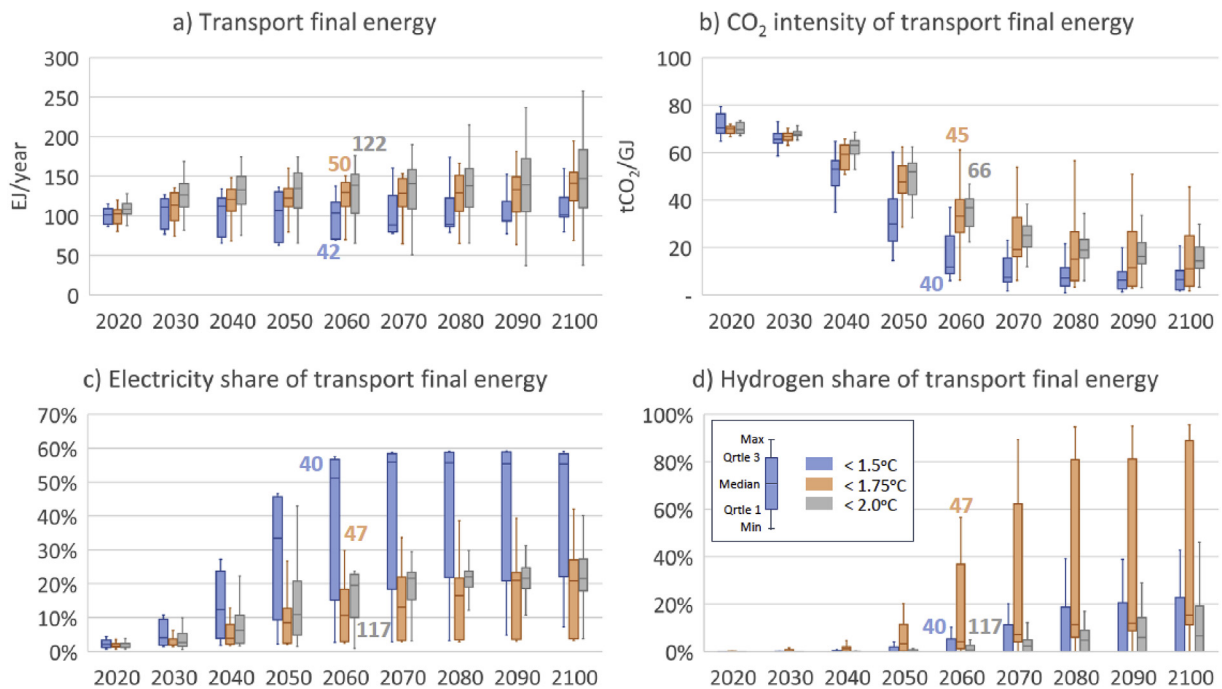 a) Transport final energy
EJ/year
300
250
200
150
100
50
0
122
50
42
2020 2030 2040 2050 2060 2070 2080 2090 2100
b) CO₂ intensity of transport final energy
tCO₂/GJ
100
80
60
40
20
-
45
66
40
2020 2030 2040 2050 2060 2070 2080 2090 2100
c) Electricity share of transport final energy
70%
60%
50%
40%
30%
20%
10%
0%
40
47
117
2020 2030 2040 2050 2060 2070 2080 2090 2100
d) Hydrogen share of transport final energy
100%
80%
60%
40%
20%
0%
Max
Qrtle 3
Median
Qrtle 1
Min
< 1.5ºC
< 1.75°C
< 2.0ºC
47
40
117
2020 2030 2040 2050 2060 2070 2080 2090 2100